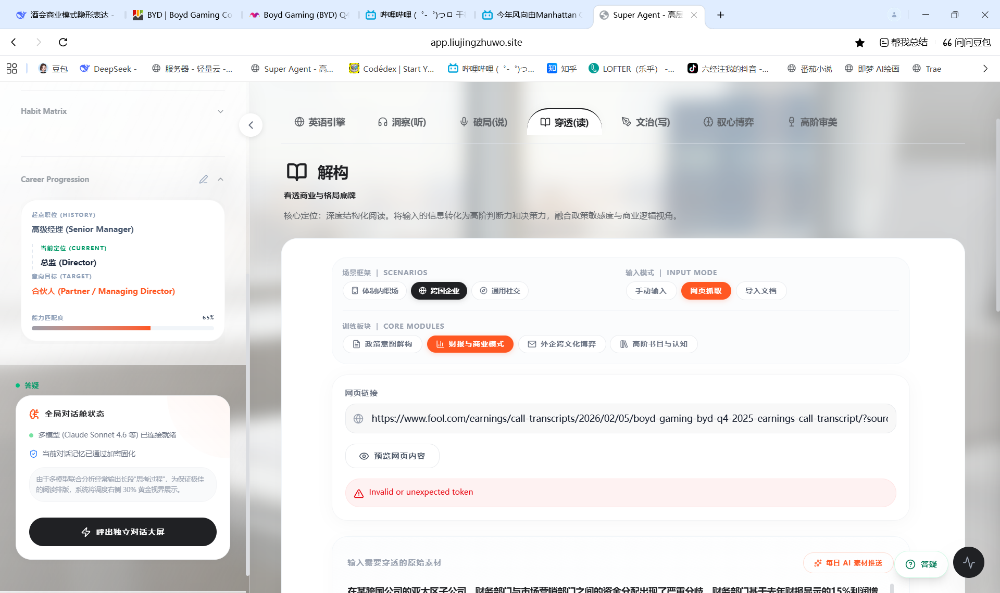 酒会商业模式隐形表达 -
BYD | Boyd Gaming Co
Boyd Gaming (BYD) Q4
哔哩哔哩 (゜-゜)つロ 干
今年风向由Manhattan
Super Agent - 高层
app.liujingzhuwo.site
帮我总结
问问豆包
豆包
DeepSeek -
服务器 - 轻量云 -...
Super Agent - 高...
Codédex | Start Y...
哔哩哔哩 (゜-゜)つ...
知 知乎
LOFTER（乐乎） -...
六经注我的抖音 -...
番茄小说
即梦 AI绘画
Trae
Habit Matrix
Career Progression
起点职位 (HISTORY)
高级经理 (Senior Manager)
当前定位 (CURRENT)
总监 (Director)
意向目标 (TARGET)
合伙人 (Partner / Managing Director)
能力匹配度 65%
答疑
全局对话舱状态
多模型 (Claude Sonnet 4.6 等) 已连接就绪
当前对话记忆已通过加密固化
由于多模型联合分析经常输出长段“思考过程”，为保证极佳
的阅读排版，系统将调度右侧 30% 黄金视界展示。
呼出独立对话大屏
英语引擎
洞察(听)
破局(说)
穿透(读)
文治(写)
驭心博弈
高阶审美
解构
看透商业与格局底牌
核心定位：深度结构化阅读。将输入的信息转化为高阶判断力和决策力，融合政策敏感度与商业逻辑视角。
场景框架 | SCENARIOS
体制内职场 跨国企业 通用社交
输入模式 | INPUT MODE
手动输入 网页抓取 导入文档
训练板块 | CORE MODULES
政策意图解构 财报与商业模式 外企跨文化博弈 高阶书目与认知
网页链接
https://www.fool.com/earnings/call-transcripts/2026/02/05/boyd-gaming-byd-q4-2025-earnings-call-transcript/?sour
预览网页内容
Invalid or unexpected token
输入需要穿透的原始素材
每日 AI 素材推送
答疑
在某跨国公司的亚太区子公司，财务部门与市场营销部门之间的资金分配出现了严重分歧。财务部门基于去年财报显示的15%利润增